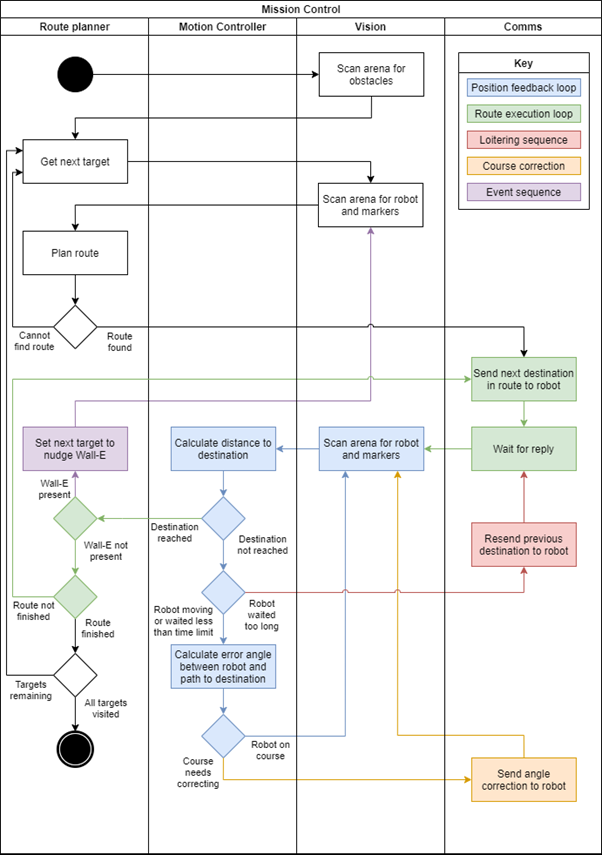 Mission Control
Route planner
Motion Controller
Vision
Comms
Scan arena for
obstacles
Key
Position feedback loop
Route execution loop
Loitering sequence
Course correction
Event sequence
Get next target
Scan arena for robot
and markers
Plan route
Cannot
find route
Route
found
Send next destination
in route to robot
Set next target to
nudge Wall-E
Calculate distance to
destination
Scan arena for robot
and markers
Wait for reply
Wall-E
present
Destination
reached
Destination
not reached
Wall-E not
present
Resend previous
destination to robot
Route not
finished
Route
finished
Robot moving
or waited less
than time limit
Robot
waited
too long
Calculate error angle
between robot and
path to destination
Targets
remaining
All targets
visited
Robot on
course
Course
needs
correcting
Send angle
correction to robot